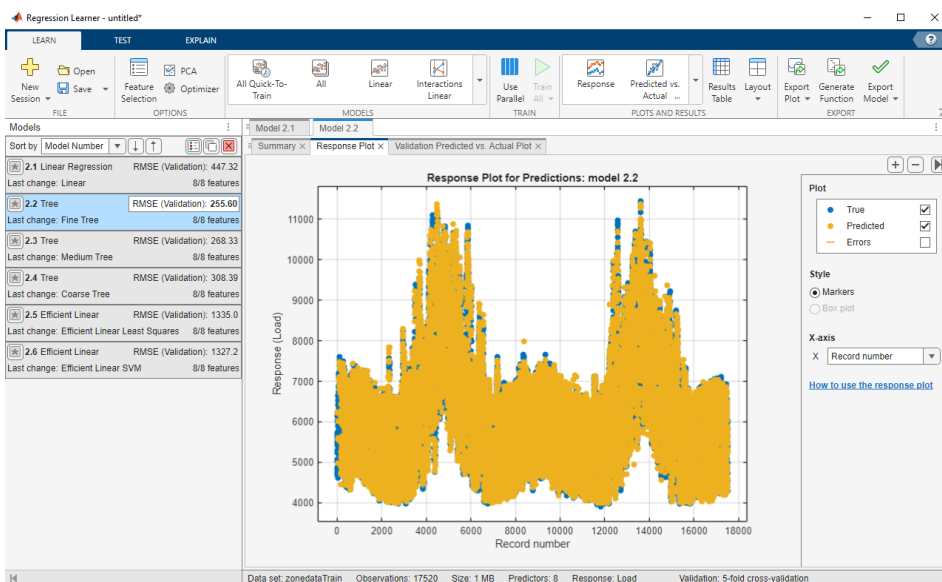 Regression Learner - untitled*
LEARN TEST EXPLAIN
New Session
Open
Save
FILE
Feature Selection
PCA
Optimizer
OPTIONS
All Quick-To-Train
All
Linear
Interactions Linear
MODELS
Use Parallel
Train All
TRAIN
Response
Predicted vs. Actual ...
Results Table
Layout
PLOTS AND RESULTS
Export Plot
Generate Function
Export Model
EXPORT
Models
Sort by Model Number
2.1 Linear Regression RMSE (Validation): 447.32
Last change: Linear 8/8 features
2.2 Tree RMSE (Validation): 255.60
Last change: Fine Tree 8/8 features
2.3 Tree RMSE (Validation): 268.33
Last change: Medium Tree 8/8 features
2.4 Tree RMSE (Validation): 308.39
Last change: Coarse Tree 8/8 features
2.5 Efficient Linear RMSE (Validation): 1335.0
Last change: Efficient Linear Least Squares 8/8 features
2.6 Efficient Linear RMSE (Validation): 1327.2
Last change: Efficient Linear SVM 8/8 features
Model 2.1 Model 2.2
Summary Response Plot Validation Predicted vs. Actual Plot
Response Plot for Predictions: model 2.2
Response (Load)
11000
10000
9000
8000
7000
6000
5000
4000
0 2000 4000 6000 8000 10000 12000 14000 16000 18000
Record number
Plot
True
Predicted
Errors
Style
Markers
Box plot
X-axis
X Record number
How to use the response plot
Data set: zonedataTrain Observations: 17520 Size: 1 MB Predictors: 8 Response: Load Validation: 5-fold cross-validation